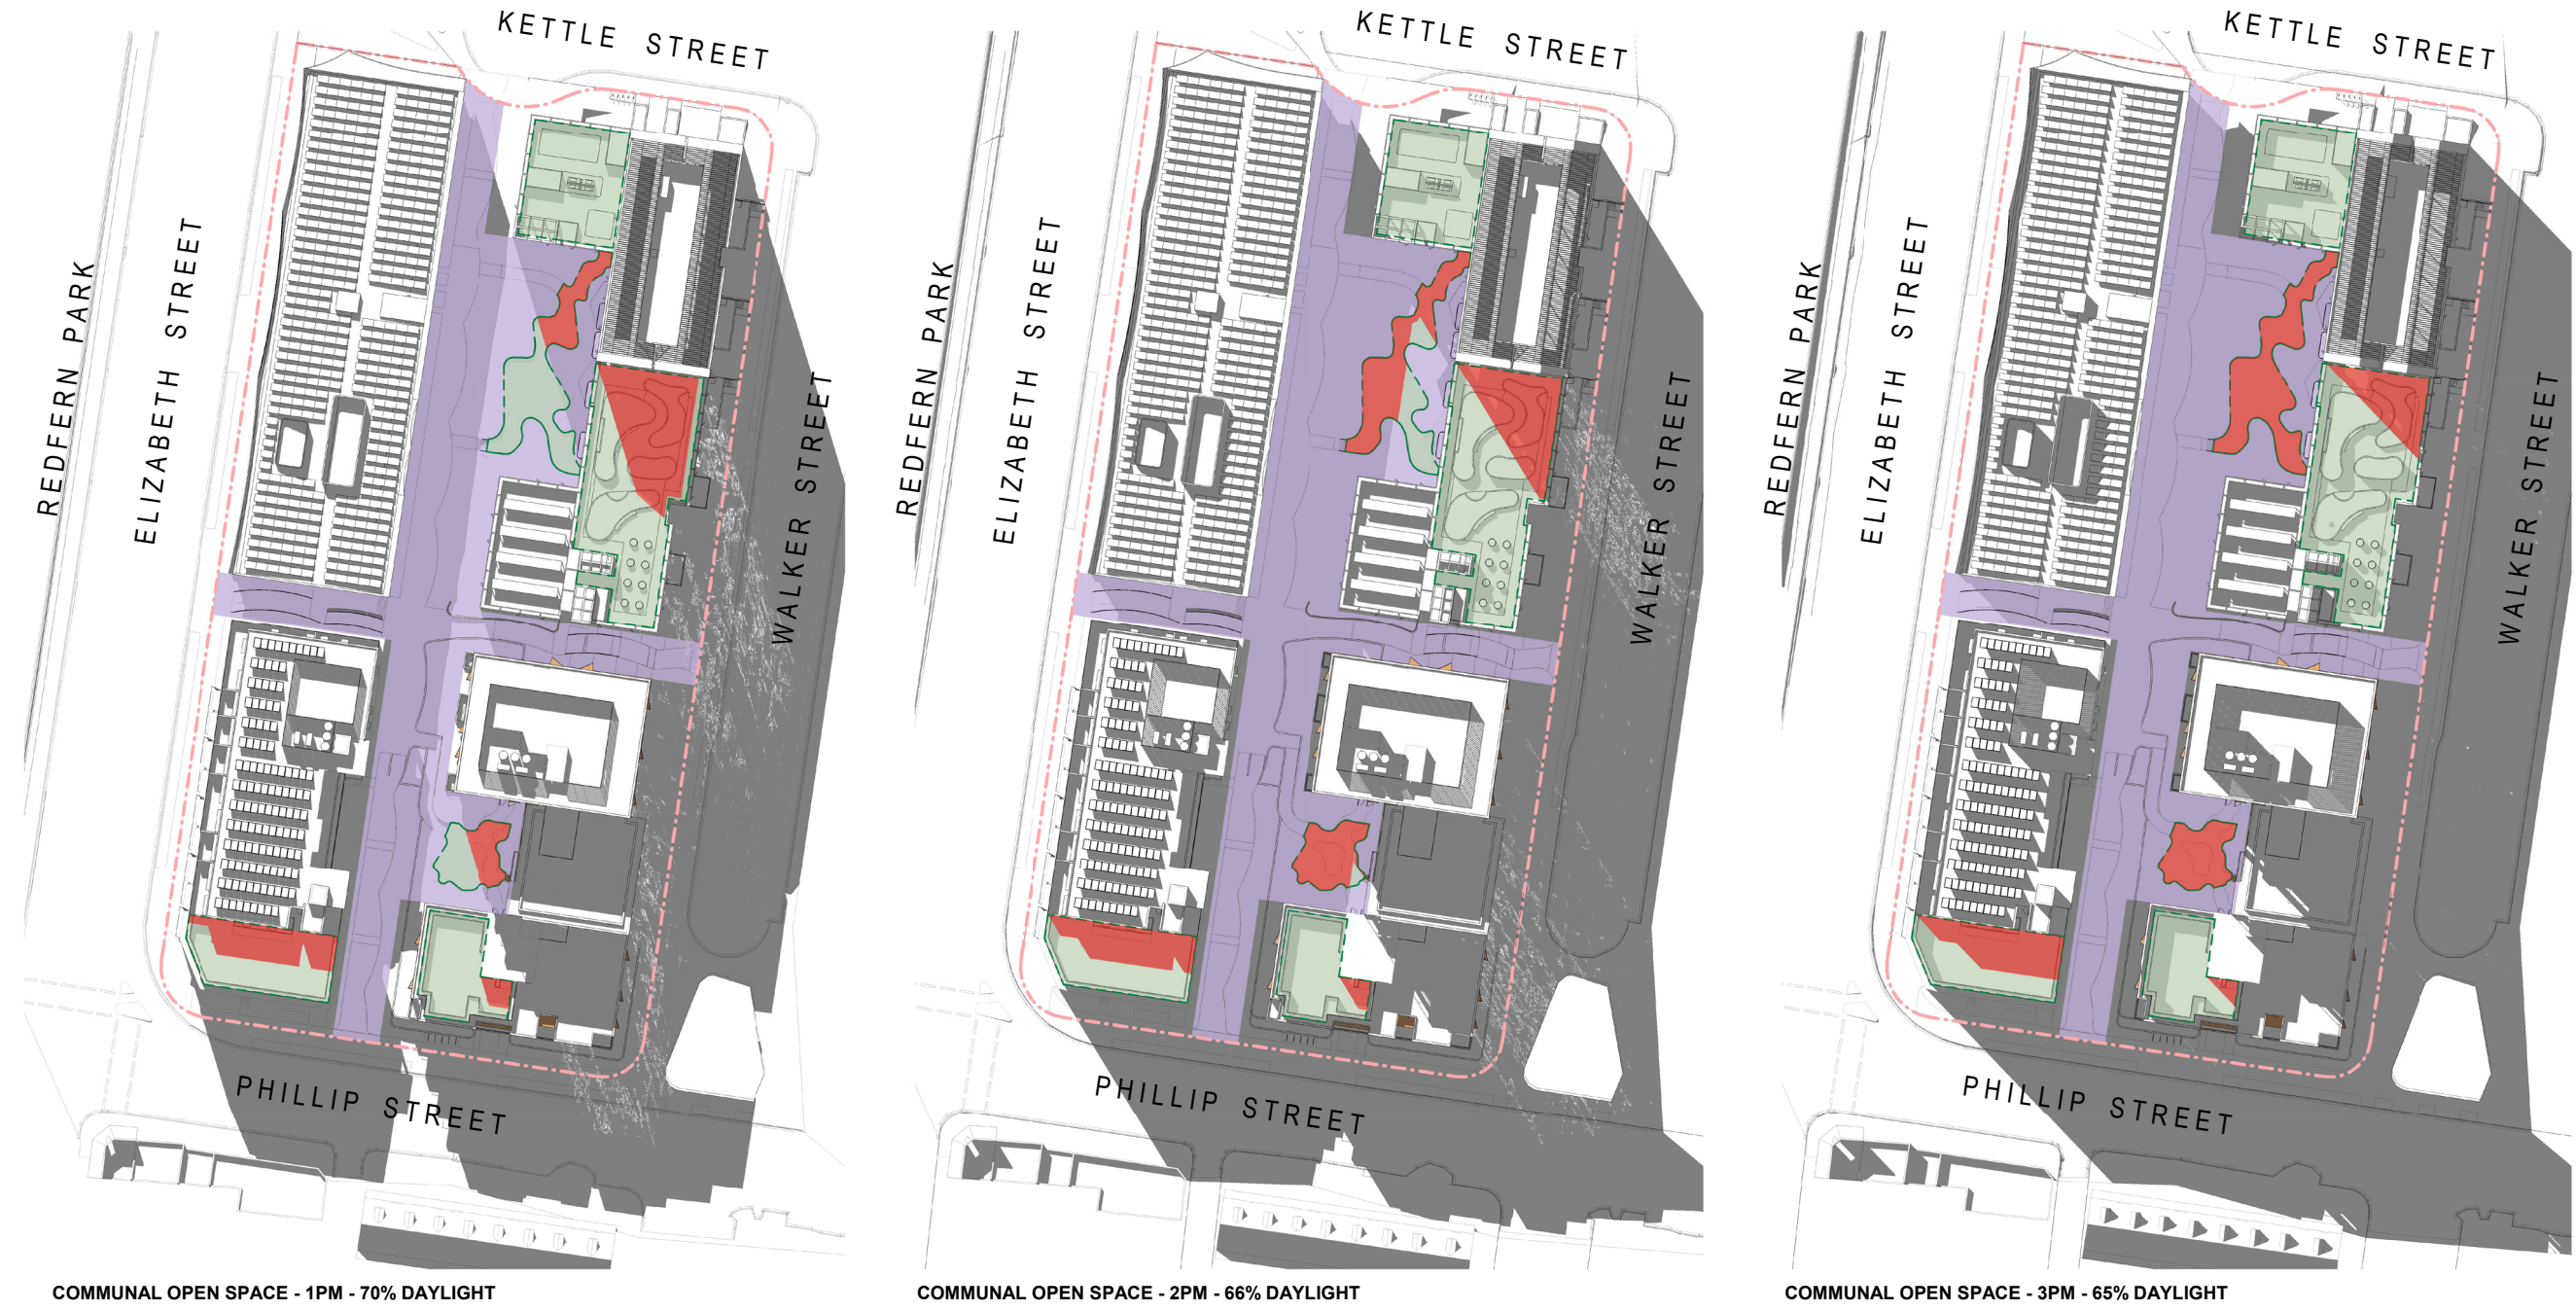 KETTLE STREET
REDFERN PARK
ELIZABETH STREET
WALKER STREET
PHILLIP STREET
COMMUNAL OPEN SPACE - 1PM - 70% DAYLIGHT
KETTLE STREET
REDFERN PARK
ELIZABETH STREET
WALKER STREET
PHILLIP STREET
COMMUNAL OPEN SPACE - 2PM - 66% DAYLIGHT
KETTLE STREET
REDFERN PARK
ELIZABETH STREET
WALKER STREET
PHILLIP STREET
COMMUNAL OPEN SPACE - 3PM - 65% DAYLIGHT